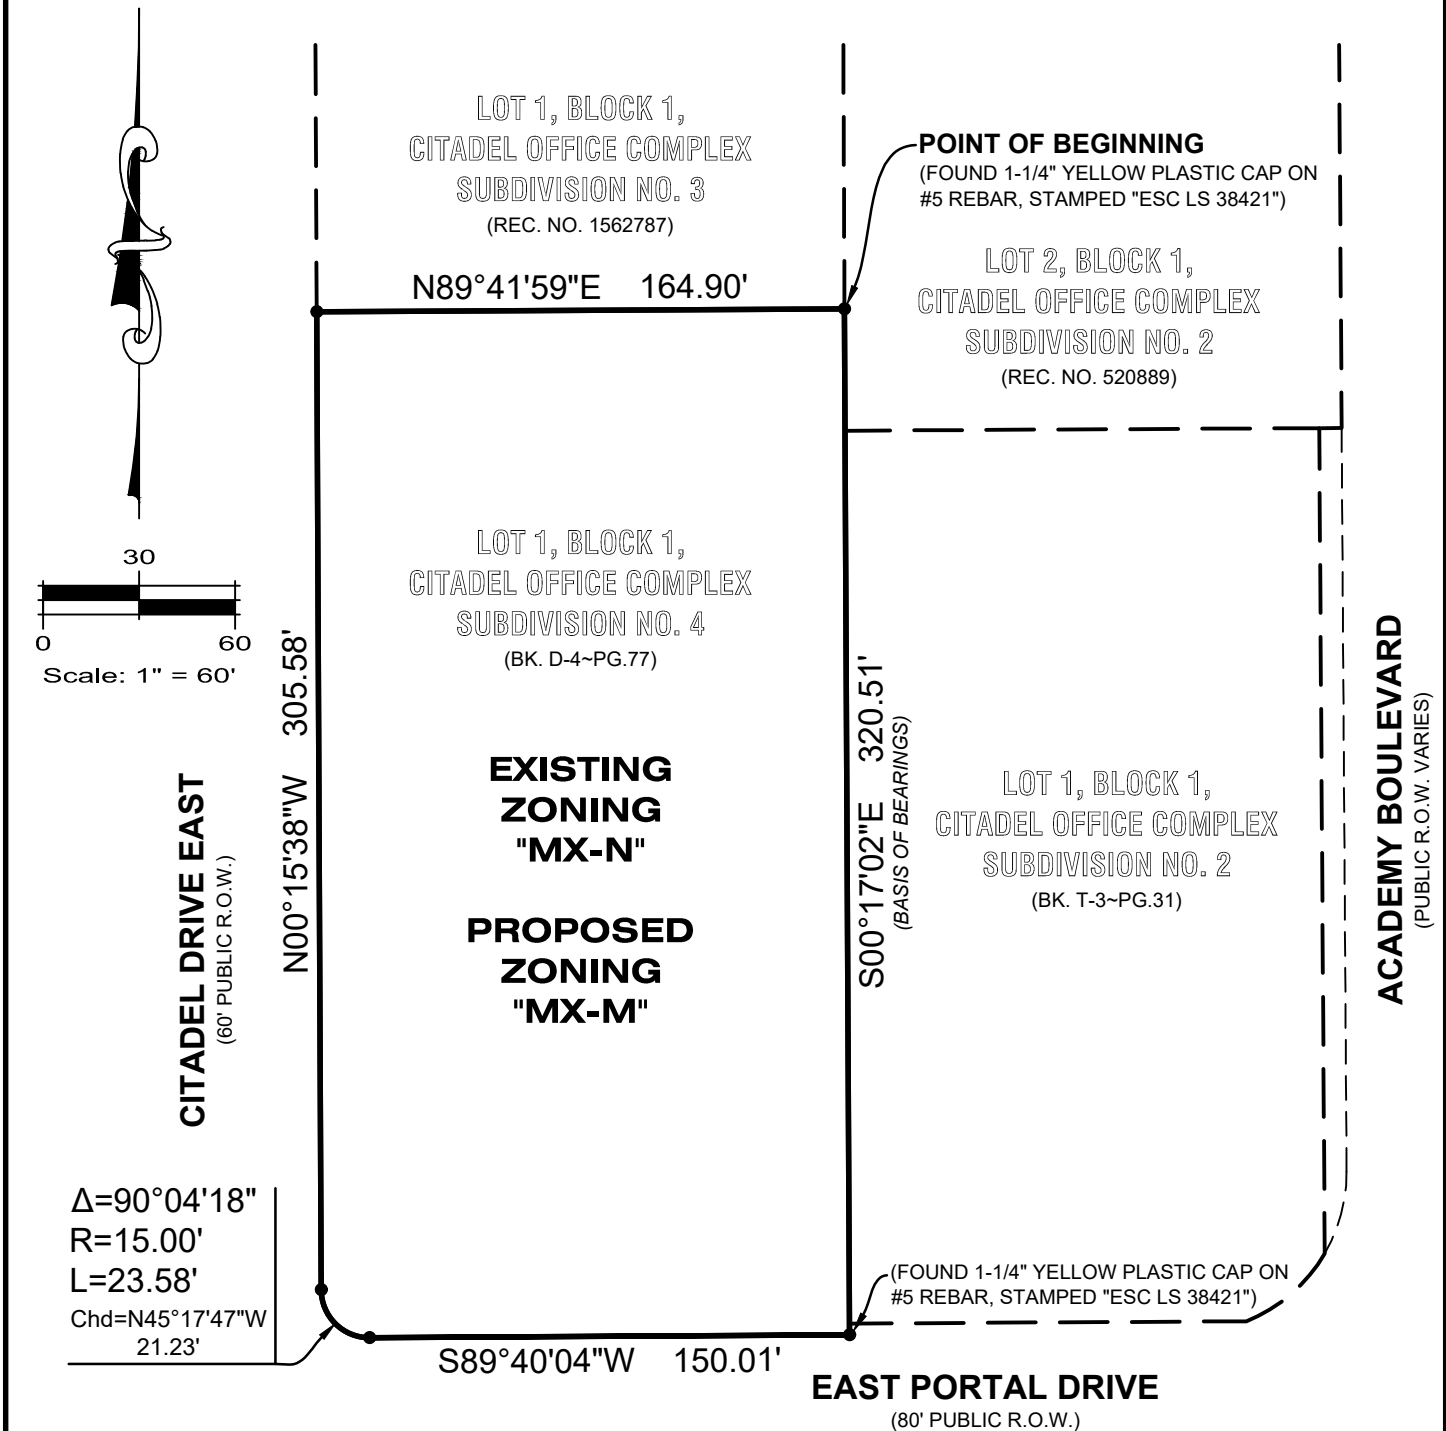 LOT 1, BLOCK 1,
CITADEL OFFICE COMPLEX
SUBDIVISION NO. 3
(REC. NO. 1562787)
POINT OF BEGINNING
(FOUND 1-1/4" YELLOW PLASTIC CAP ON
#5 REBAR, STAMPED "ESC LS 38421")
LOT 2, BLOCK 1,
CITADEL OFFICE COMPLEX
SUBDIVISION NO. 2
(REC. NO. 520889)
N89°41'59"E 164.90'
30
0 60
Scale: 1" = 60'
LOT 1, BLOCK 1,
CITADEL OFFICE COMPLEX
SUBDIVISION NO. 4
(BK. D-4~PG.77)
EXISTING
ZONING
"MX-N"
PROPOSED
ZONING
"MX-M"
N00°15'38"W 305.58'
CITADEL DRIVE EAST
(60' PUBLIC R.O.W.)
S00°17'02"E 320.51'
(BASIS OF BEARINGS)
LOT 1, BLOCK 1,
CITADEL OFFICE COMPLEX
SUBDIVISION NO. 2
(BK. T-3~PG.31)
ACADEMY BOULEVARD
(PUBLIC R.O.W. VARIES)
Δ=90°04'18"
R=15.00'
L=23.58'
Chd=N45°17'47"W
21.23'
(FOUND 1-1/4" YELLOW PLASTIC CAP ON
#5 REBAR, STAMPED "ESC LS 38421")
S89°40'04"W 150.01'
EAST PORTAL DRIVE
(80' PUBLIC R.O.W.)